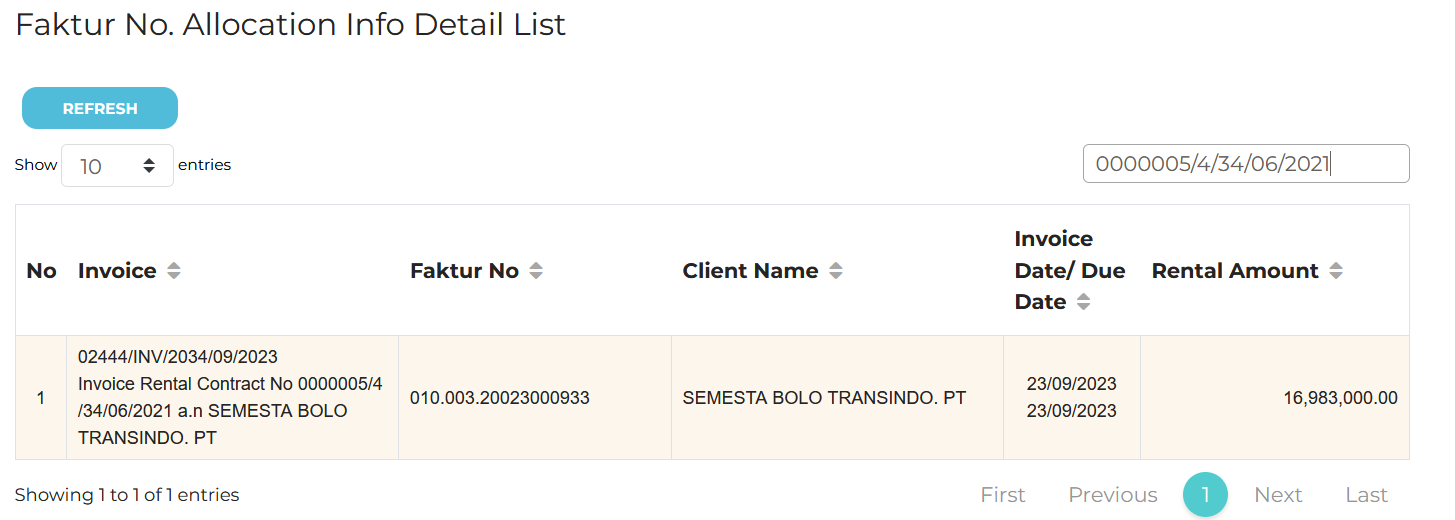 Faktur No. Allocation Info Detail List
REFRESH
Show 10 entries
0000005/4/34/06/2021
No Invoice Faktur No Client Name Invoice Date/ Due Date Rental Amount
02444/INV/2034/09/2023
Invoice Rental Contract No 0000005/4
/34/06/2021 a.n SEMESTA BOLO
TRANSINDO. PT
1
010.003.20023000933
SEMESTA BOLO TRANSINDO. PT
23/09/2023
23/09/2023
16,983,000.00
Showing 1 to 1 of 1 entries
First Previous 1 Next Last